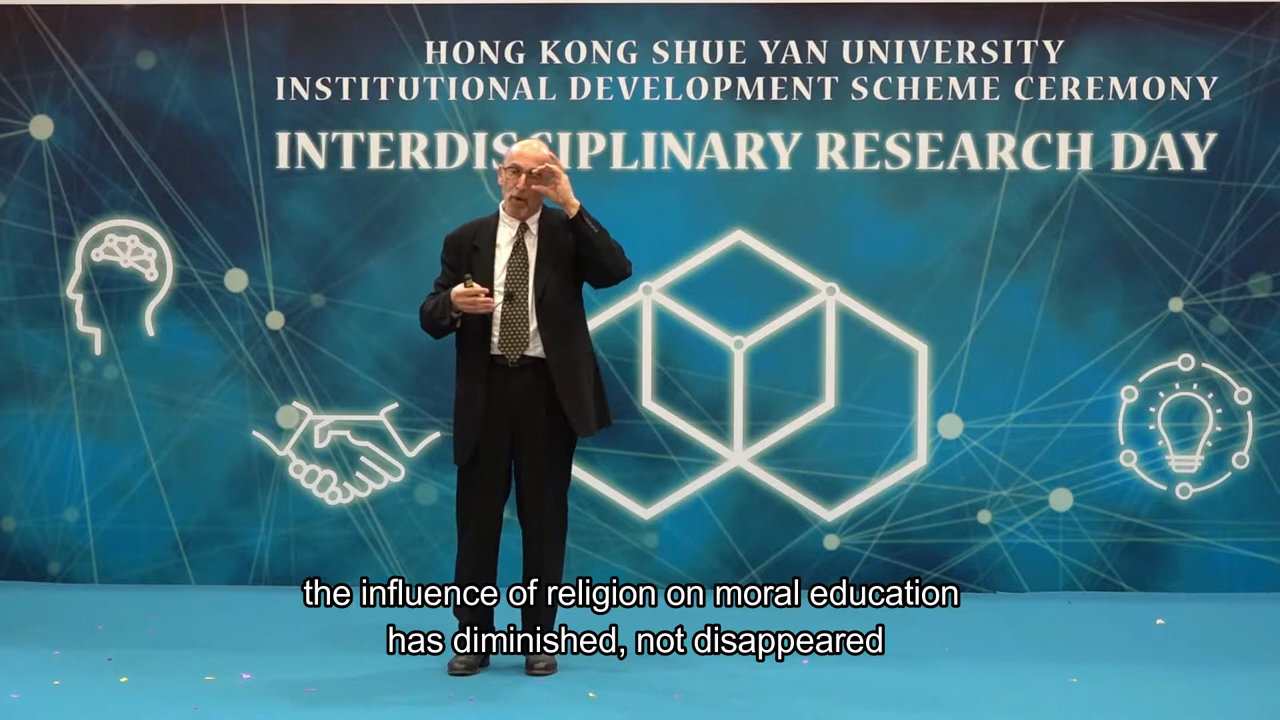 HONG KONG SHUE YAN UNIVERSITY
INSTITUTIONAL DEVELOPMENT SCHEME CEREMONY
INTERDISCIPLINARY RESEARCH DAY
the influence of religion on moral education
has diminished, not disappeared